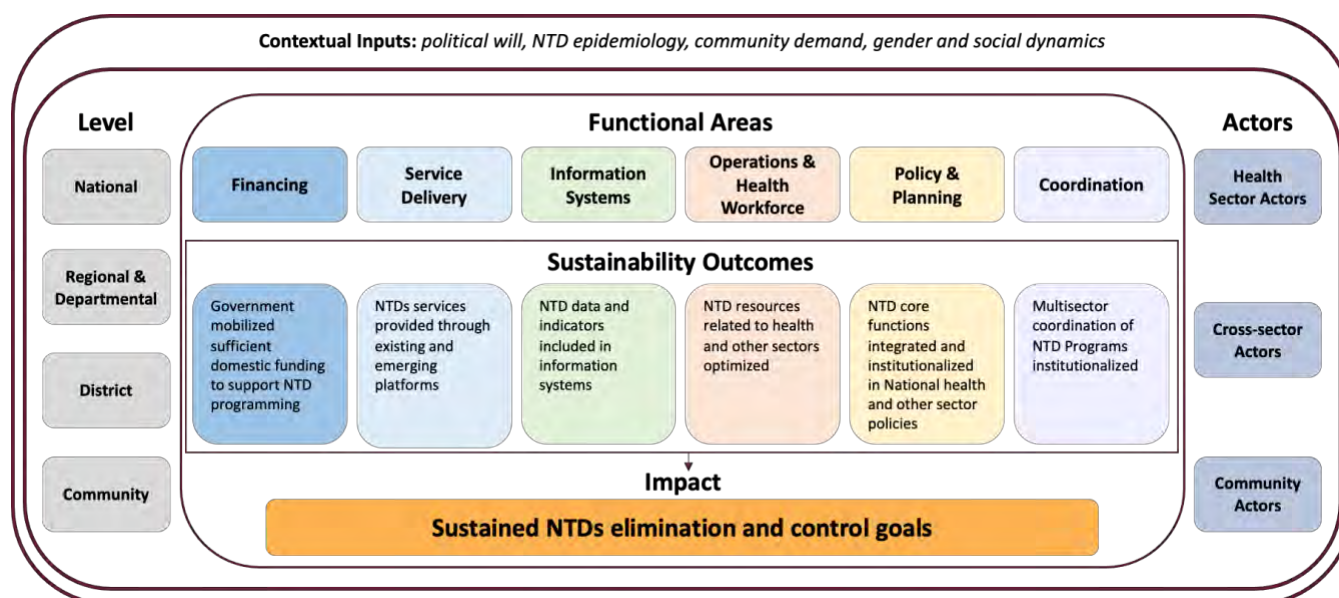 Contextual Inputs: political will, NTD epidemiology, community demand, gender and social dynamics
Level
National
Regional &
Departmental
District
Community
Functional Areas
Financing
Service
Delivery
Information
Systems
Operations &
Health
Workforce
Policy &
Planning
Coordination
Sustainability Outcomes
Government
mobilized
sufficient
domestic funding
to support NTD
programming
NTDs services
provided through
existing and
emerging
platforms
NTD data and
indicators
included in
information
systems
NTD resources
related to health
and other sectors
optimized
NTD core
functions
integrated and
institutionalized
in National health
and other sector
policies
Multisector
coordination of
NTD Programs
institutionalized
Impact
Sustained NTDs elimination and control goals
Actors
Health
Sector Actors
Cross-sector
Actors
Community
Actors